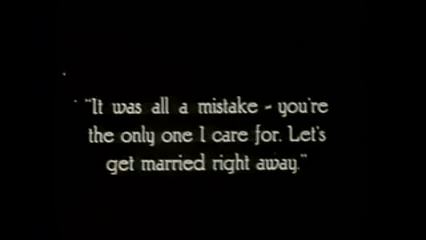 "It was all a mistake - you're
the only one I care for. Let's
get married right away."